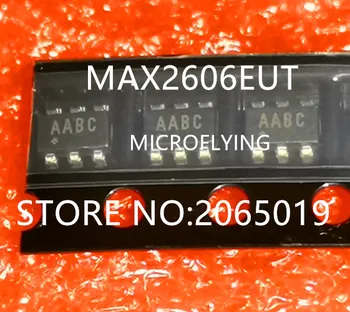 MAX2606EUT
AABC AABC AABC
MICROFLYING
STORE NO:2065019